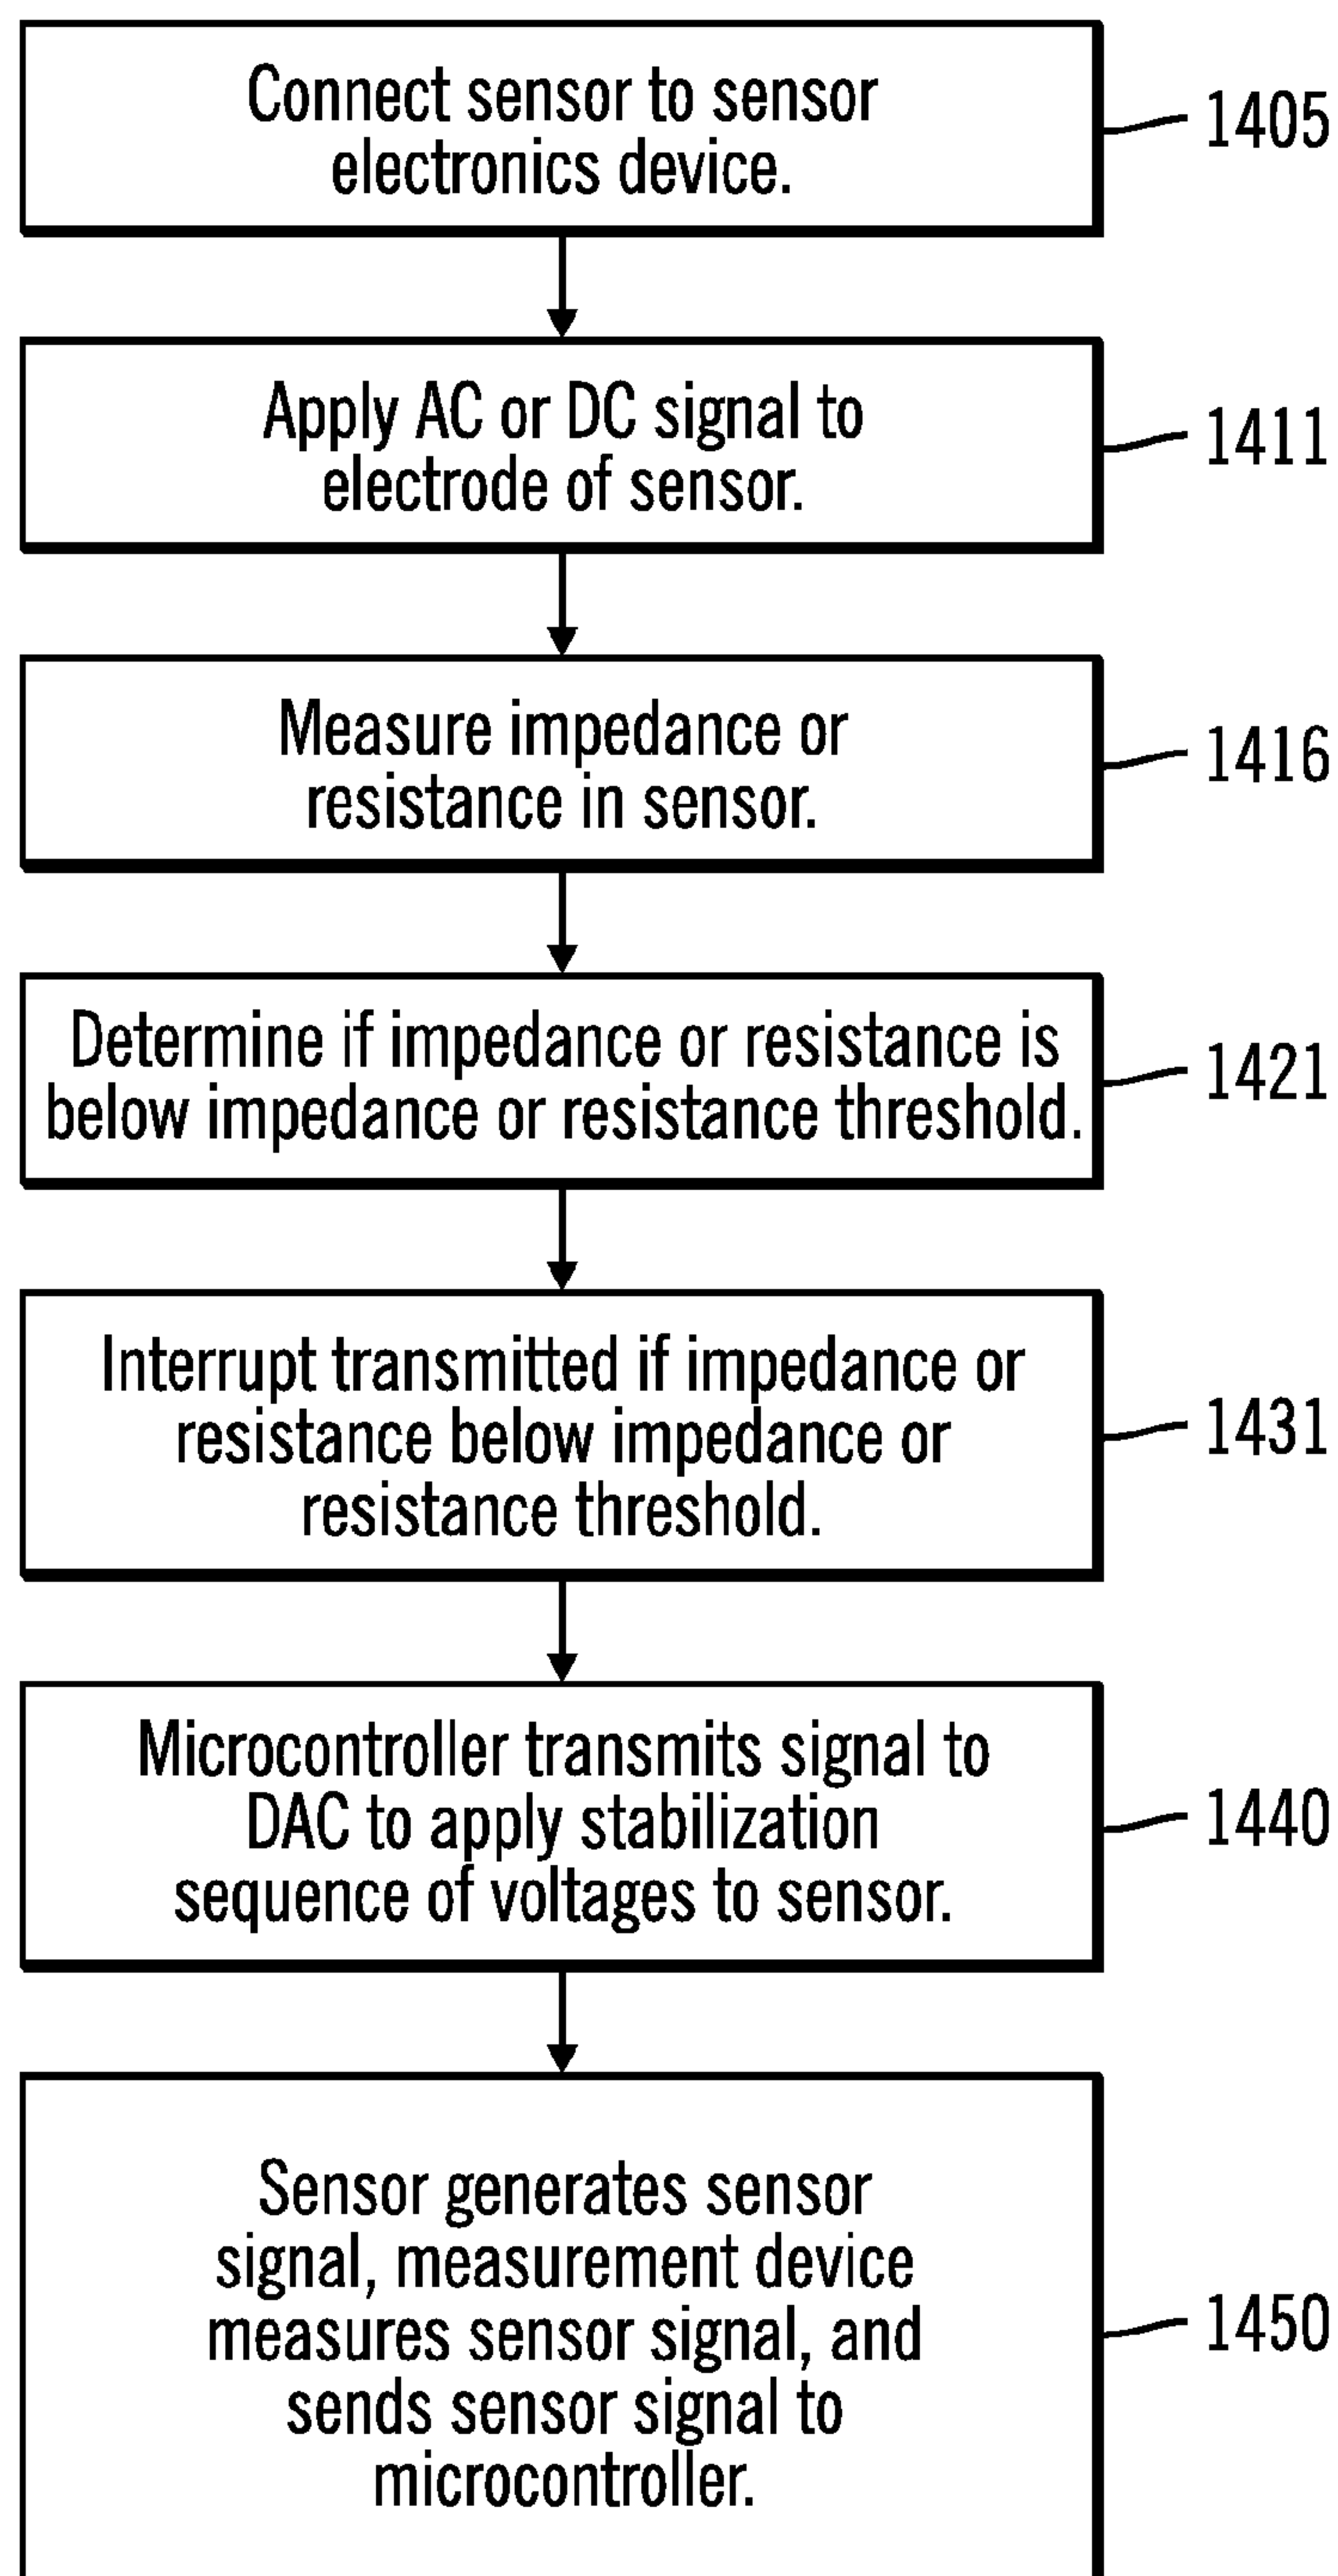 Connect sensor to sensor
electronics device.
1405
Apply AC or DC signal to
electrode of sensor.
1411
Measure impedance or
resistance in sensor.
1416
Determine if impedance or resistance is
below impedance or resistance threshold.
1421
Interrupt transmitted if impedance or
resistance below impedance or
resistance threshold.
1431
Microcontroller transmits signal to
DAC to apply stabilization
sequence of voltages to sensor.
1440
Sensor generates sensor
signal, measurement device
measures sensor signal, and
sends sensor signal to
microcontroller.
1450